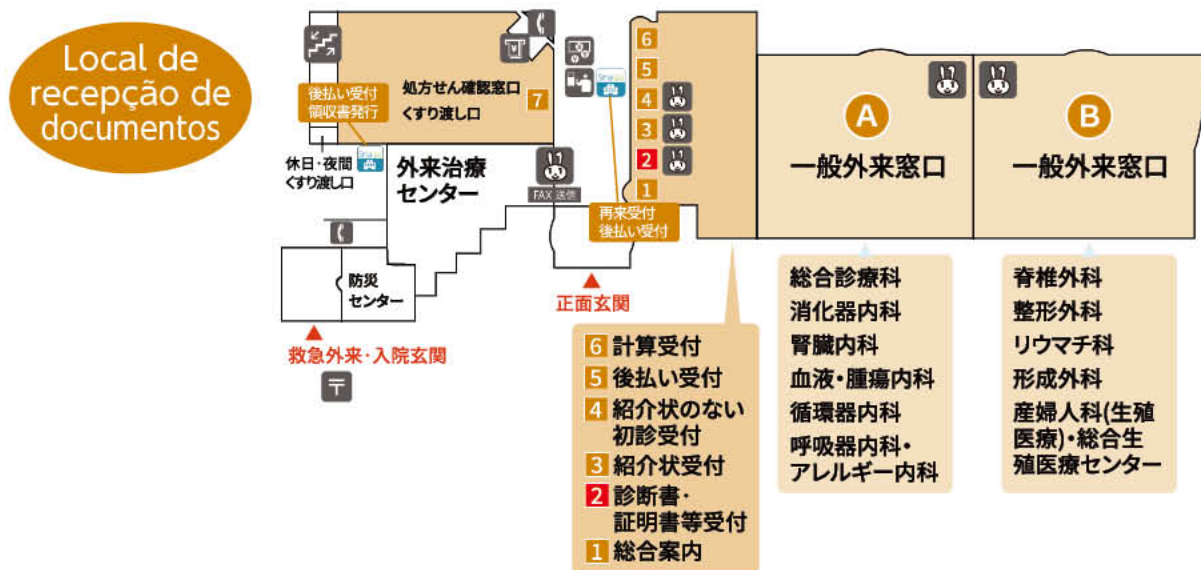 Local de
recepção de
documentos
後払い受付
領収書発行
処方せん確認窓口
くすり渡し口
7
休日・夜間
くすり渡し口
外来治療
センター
FAX 送信
6
5
4
3
2
1
再来受付
後払い受付
A
一般外来窓口
B
一般外来窓口
防災
センター
正面玄関
救急外来・入院玄関
〒
6 計算受付
5 後払い受付
4 紹介状のない
初診受付
3 紹介状受付
2 診断書・
証明書等受付
1 総合案内
総合診療科
消化器内科
腎臓内科
血液・腫瘍内科
循環器内科
呼吸器内科・
アレルギー内科
脊椎外科
整形外科
リウマチ科
形成外科
産婦人科(生殖
医療)・総合生
殖医療センター